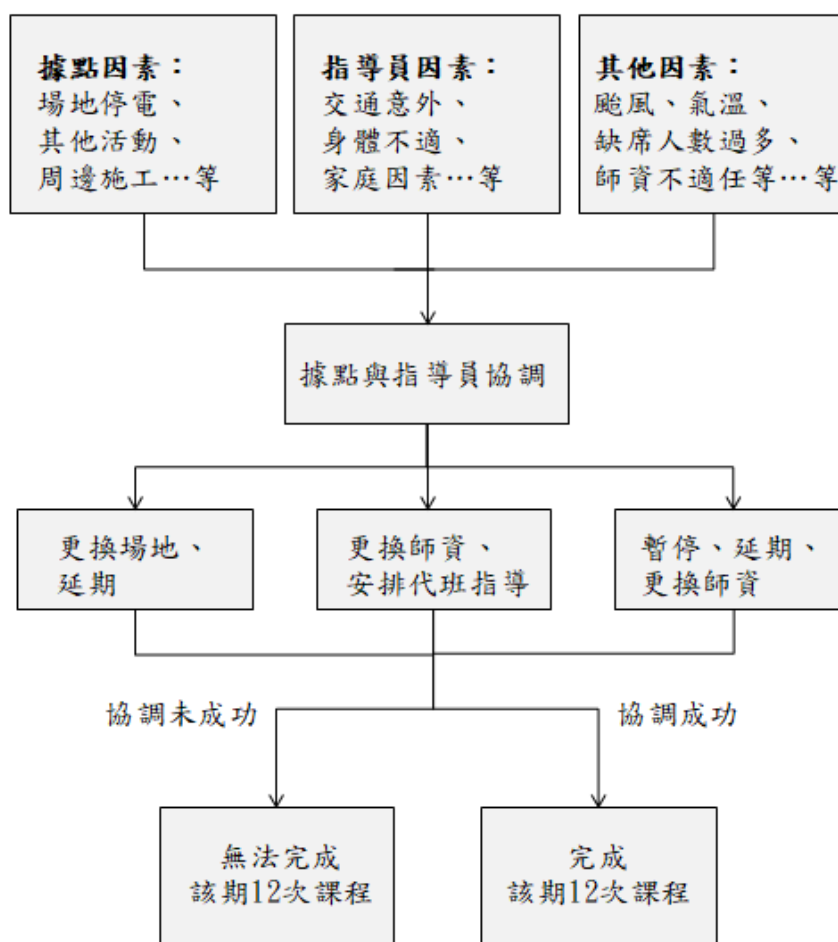 據點因素：
場地停電、
其他活動、
周邊施工…等
指導員因素：
交通意外、
身體不適、
家庭因素…等
其他因素：
颱風、氣溫、
缺席人數過多、
師資不適任等…等
據點與指導員協調
更換場地、
延期
更換師資、
安排代班指導
暫停、延期、
更換師資
協調未成功
協調成功
無法完成
該期12次課程
完成
該期12次課程